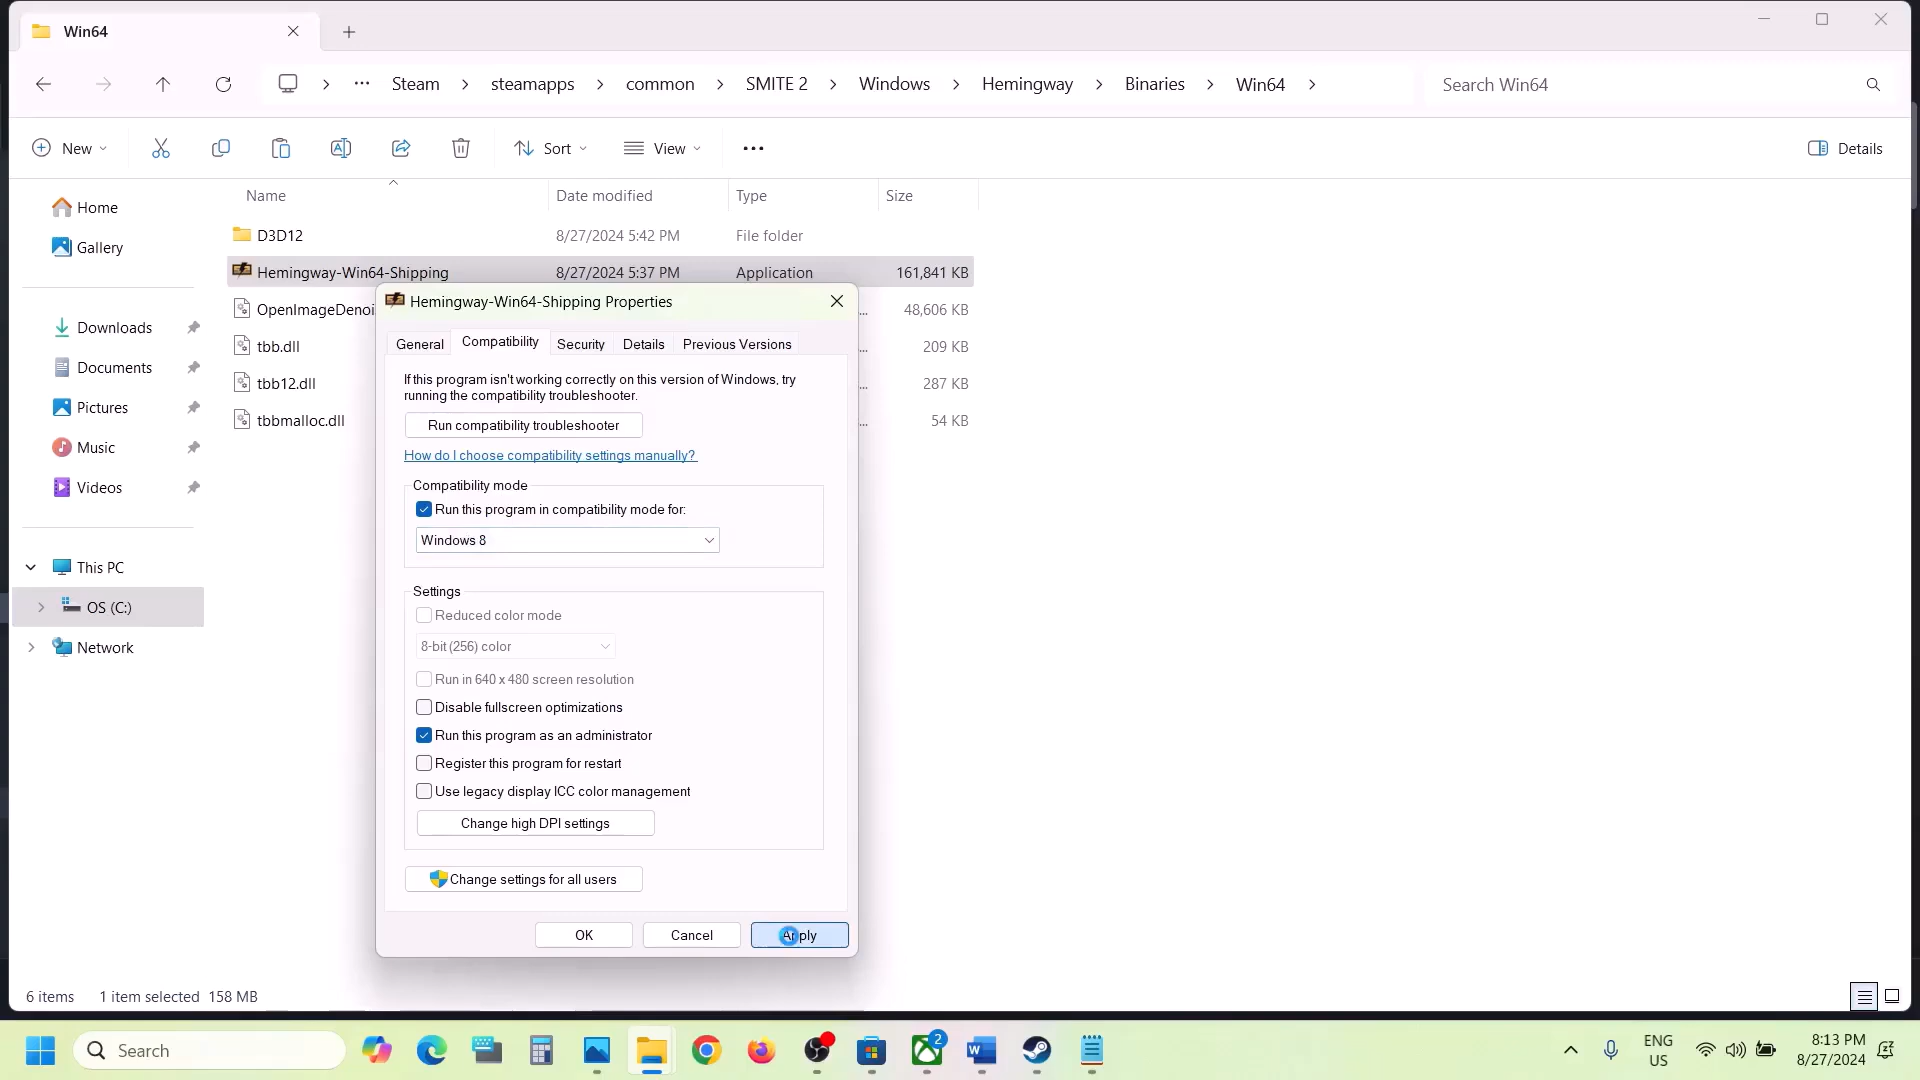 Win64
Steam
steamapps
common
SMITE 2
Windows
Hemingway
Binaries
Win64
Search Win64
New
Sort
View
Details
Name
Date modified
Type
Size
Home
D3D12
8/27/2024 5:42 PM
File folder
Gallery
Hemingway-Win64-Shipping
8/27/2024 5:37 PM
Application
161,841 KB
OpenImageDenoi
48,606 KB
tbb.dll
209 KB
tbb12.dll
287 KB
tbbmalloc.dll
54 KB
Downloads
Documents
Pictures
Music
Videos
This PC
OS (C:)
Network
Hemingway-Win64-Shipping Properties
General
Compatibility
Security
Details
Previous Versions
If this program isn't working correctly on this version of Windows, try
running the compatibility troubleshooter.
Run compatibility troubleshooter
How do I choose compatibility settings manually?
Compatibility mode
Run this program in compatibility mode for:
Windows 8
Settings
Reduced color mode
8-bit (256) color
Run in 640 x 480 screen resolution
Disable fullscreen optimizations
Run this program as an administrator
Register this program for restart
Use legacy display ICC color management
Change high DPI settings
Change settings for all users
OK
Cancel
Apply
6 items
1 item selected
158 MB
Search
2
ENG
US
8:13 PM
8/27/2024